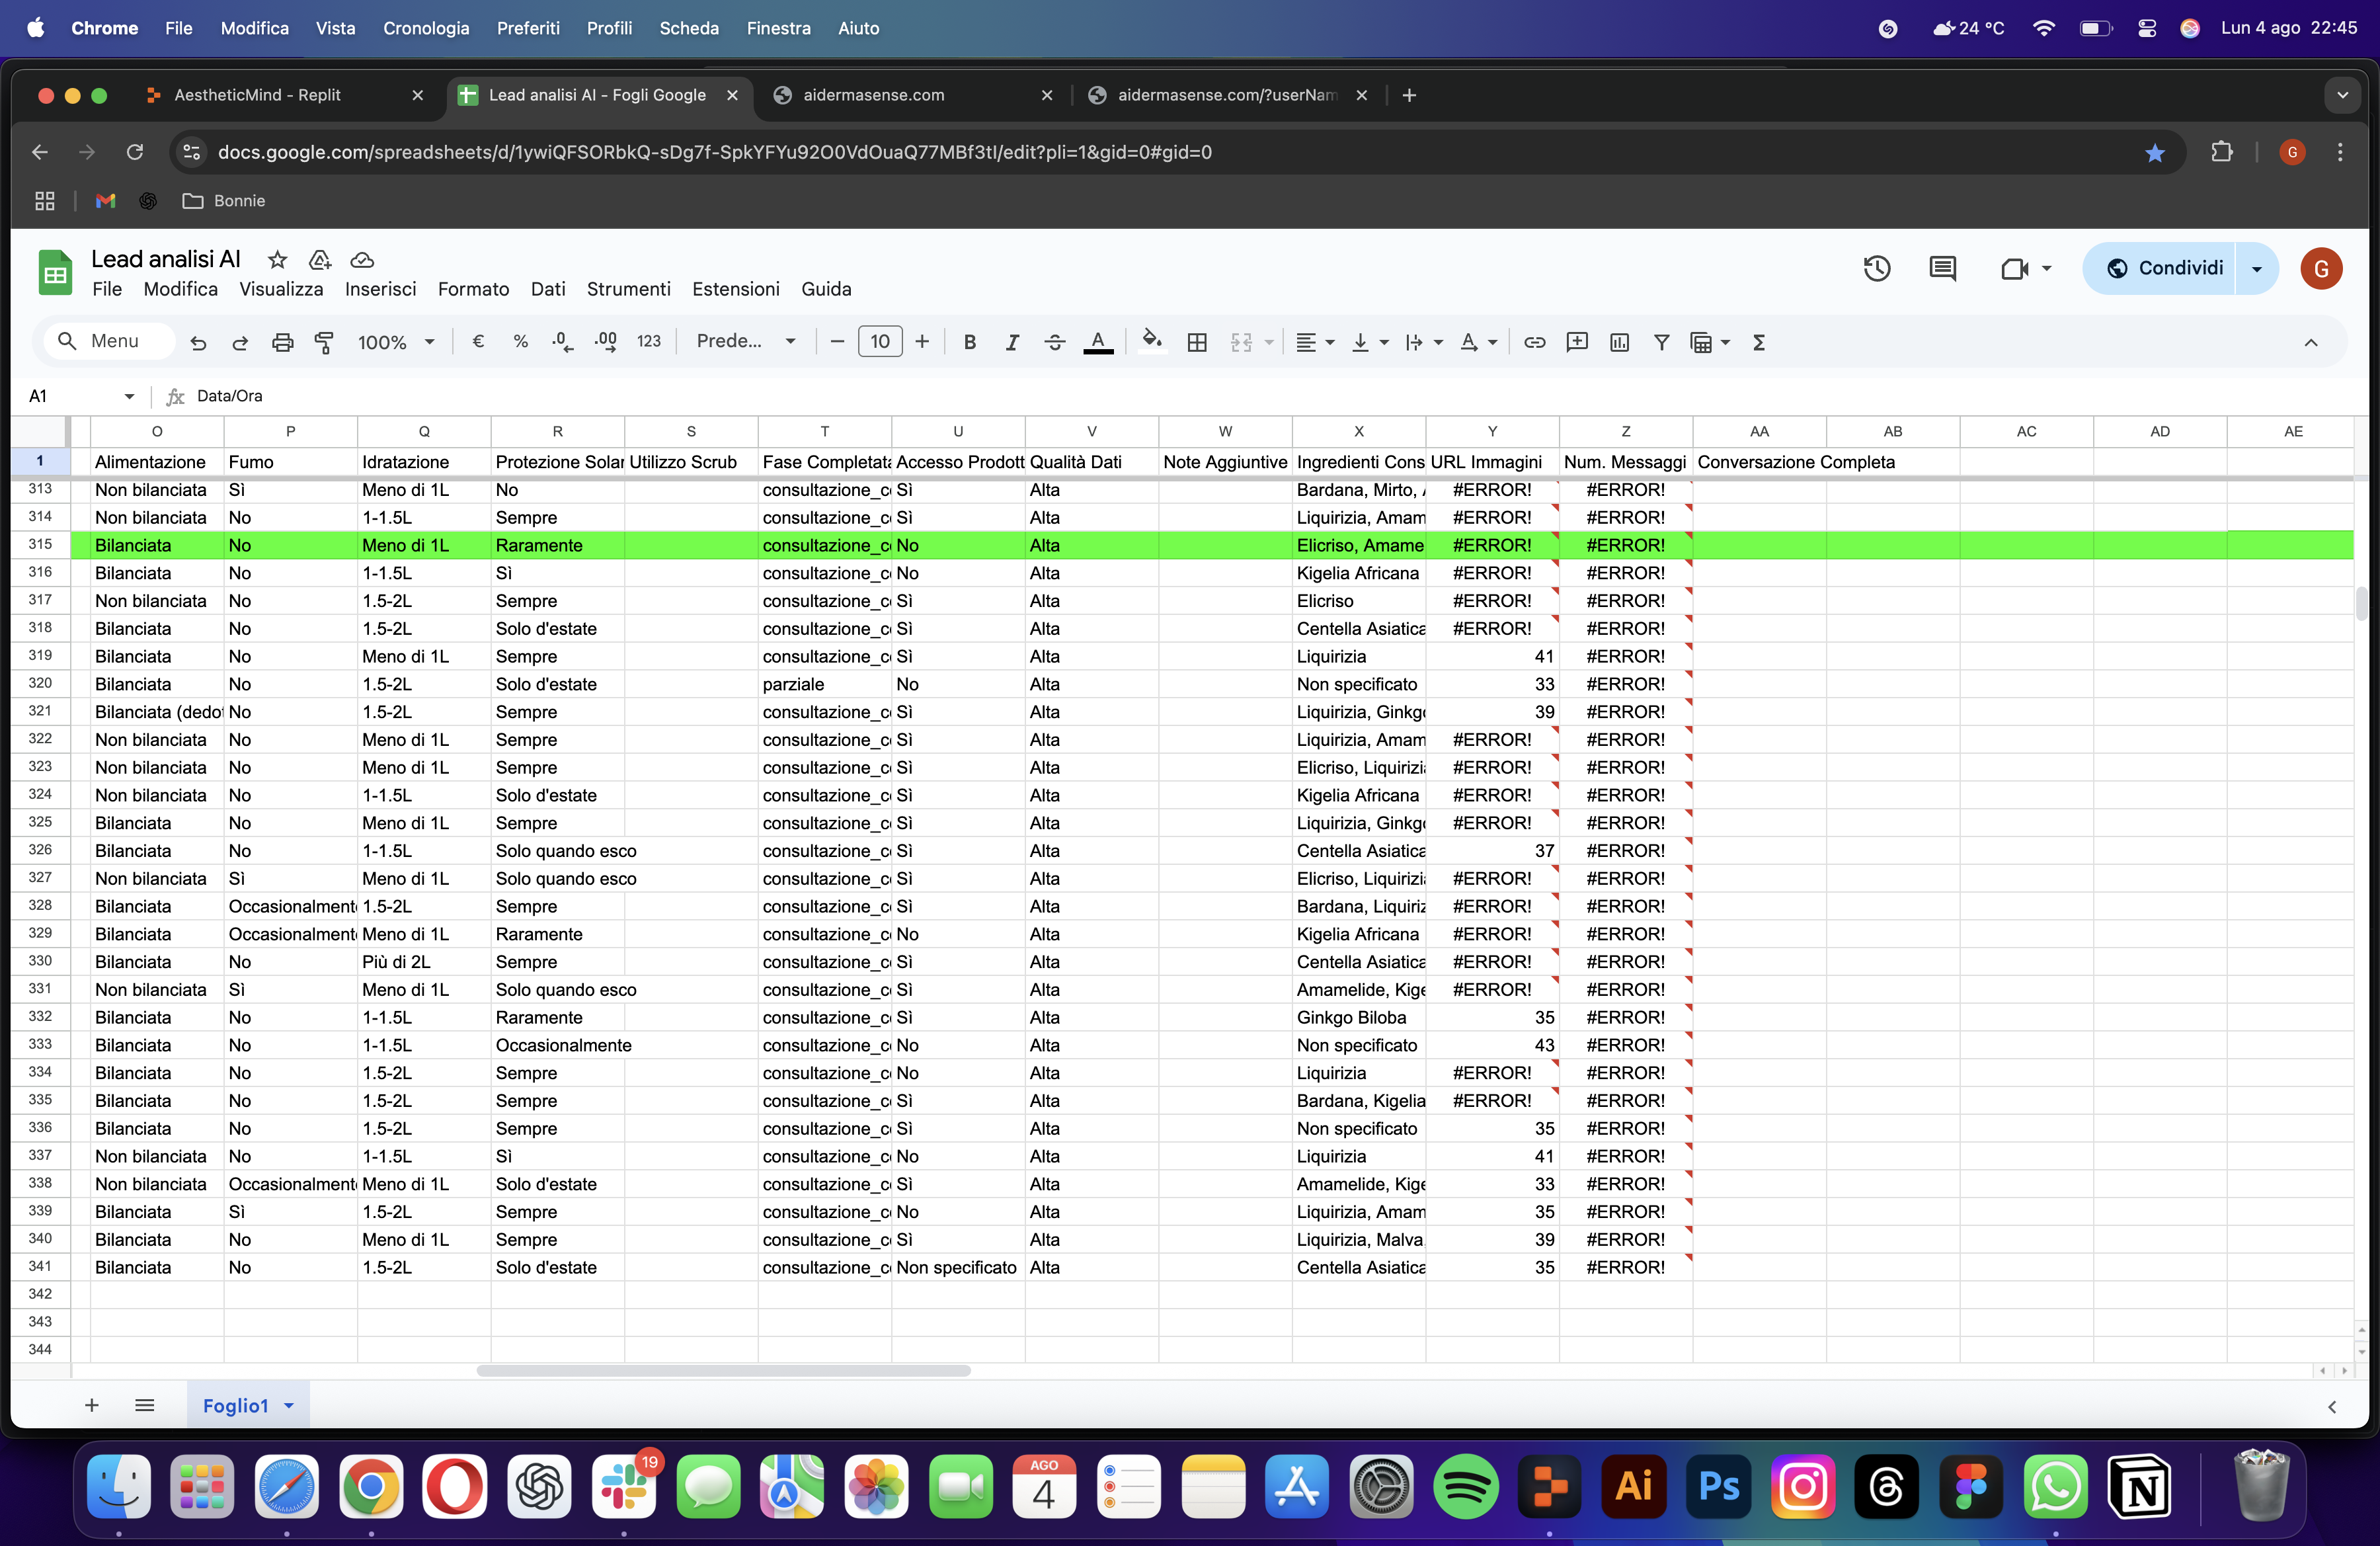 Chrome File Modifica Vista Cronologia Preferiti Profili Scheda Finestra Aiuto 24 °C Lun 4 ago 22:45
AestheticMind - Replit Lead analisi AI - Fogli Google aidermasense.com aidermasense.com/?userNam
docs.google.com/spreadsheets/d/1ywiQFSORbkQ-sDg7f-SpkYFYu92O0VdOuaQ77MBf3tI/edit?pli=1&gid=0#gid=0 G
Bonnie
Lead analisi AI
File Modifica Visualizza Inserisci Formato Dati Strumenti Estensioni Guida Condividi G
Menu 100% € % .0 .00 123 Prede... 10 B I A
A1 fx Data/Ora
O P Q R S T U V W X Y Z AA AB AC AD AE
1 Alimentazione Fumo Idratazione Protezione Solar Utilizzo Scrub Fase Completata Accesso Prodott Qualità Dati Note Aggiuntive Ingredienti Cons URL Immagini Num. Messaggi Conversazione Completa
313 Non bilanciata Sì Meno di 1L No consultazione_c Sì Alta Bardana, Mirto, #ERROR! #ERROR!
314 Non bilanciata No 1-1.5L Sempre consultazione_c Sì Alta Liquirizia, Amam #ERROR! #ERROR!
315 Bilanciata No Meno di 1L Raramente consultazione_c No Alta Elicriso, Amame #ERROR! #ERROR!
316 Bilanciata No 1-1.5L Sì consultazione_c No Alta Kigelia Africana #ERROR! #ERROR!
317 Non bilanciata No 1.5-2L Sempre consultazione_c Sì Alta Elicriso #ERROR! #ERROR!
318 Bilanciata No 1.5-2L Solo d'estate consultazione_c Sì Alta Centella Asiatica #ERROR! #ERROR!
319 Bilanciata No Meno di 1L Sempre consultazione_c Sì Alta Liquirizia 41 #ERROR!
320 Bilanciata No 1.5-2L Solo d'estate parziale No Alta Non specificato 33 #ERROR!
321 Bilanciata (dedot No 1.5-2L Sempre consultazione_c Sì Alta Liquirizia, Ginkgo 39 #ERROR!
322 Non bilanciata No Meno di 1L Sempre consultazione_c Sì Alta Liquirizia, Amam #ERROR! #ERROR!
323 Non bilanciata No Meno di 1L Sempre consultazione_c Sì Alta Elicriso, Liquirizia #ERROR! #ERROR!
324 Non bilanciata No 1-1.5L Solo d'estate consultazione_c Sì Alta Kigelia Africana #ERROR! #ERROR!
325 Bilanciata No Meno di 1L Sempre consultazione_c Sì Alta Liquirizia, Ginkgo #ERROR! #ERROR!
326 Bilanciata No 1-1.5L Solo quando esco consultazione_c Sì Alta Centella Asiatica 37 #ERROR!
327 Non bilanciata Sì Meno di 1L Solo quando esco consultazione_c Sì Alta Elicriso, Liquirizia #ERROR! #ERROR!
328 Bilanciata Occasionalmente 1.5-2L Sempre consultazione_c Sì Alta Bardana, Liquiriz #ERROR! #ERROR!
329 Bilanciata Occasionalmente Meno di 1L Raramente consultazione_c No Alta Kigelia Africana #ERROR! #ERROR!
330 Bilanciata No Più di 2L Sempre consultazione_c Sì Alta Centella Asiatica #ERROR! #ERROR!
331 Non bilanciata Sì Meno di 1L Solo quando esco consultazione_c Sì Alta Amamelide, Kige #ERROR! #ERROR!
332 Bilanciata No 1-1.5L Raramente consultazione_c Sì Alta Ginkgo Biloba 35 #ERROR!
333 Bilanciata No 1-1.5L Occasionalmente consultazione_c No Alta Non specificato 43 #ERROR!
334 Bilanciata No 1.5-2L Sempre consultazione_c No Alta Liquirizia #ERROR! #ERROR!
335 Bilanciata No 1.5-2L Sempre consultazione_c Sì Alta Bardana, Kigelia #ERROR! #ERROR!
336 Bilanciata No 1.5-2L Sempre consultazione_c Sì Alta Non specificato 35 #ERROR!
337 Non bilanciata No 1-1.5L Sì consultazione_c No Alta Liquirizia 41 #ERROR!
338 Non bilanciata Occasionalmente Meno di 1L Solo d'estate consultazione_c Sì Alta Amamelide, Kige 33 #ERROR!
339 Bilanciata Sì 1.5-2L Sempre consultazione_c No Alta Liquirizia, Amam 35 #ERROR!
340 Bilanciata No Meno di 1L Sempre consultazione_c Sì Alta Liquirizia, Malva, 39 #ERROR!
341 Bilanciata No 1.5-2L Solo d'estate consultazione_c Non specificato Alta Centella Asiatica 35 #ERROR!
342
343
344
Foglio1
19 AGO 4 Ai Ps